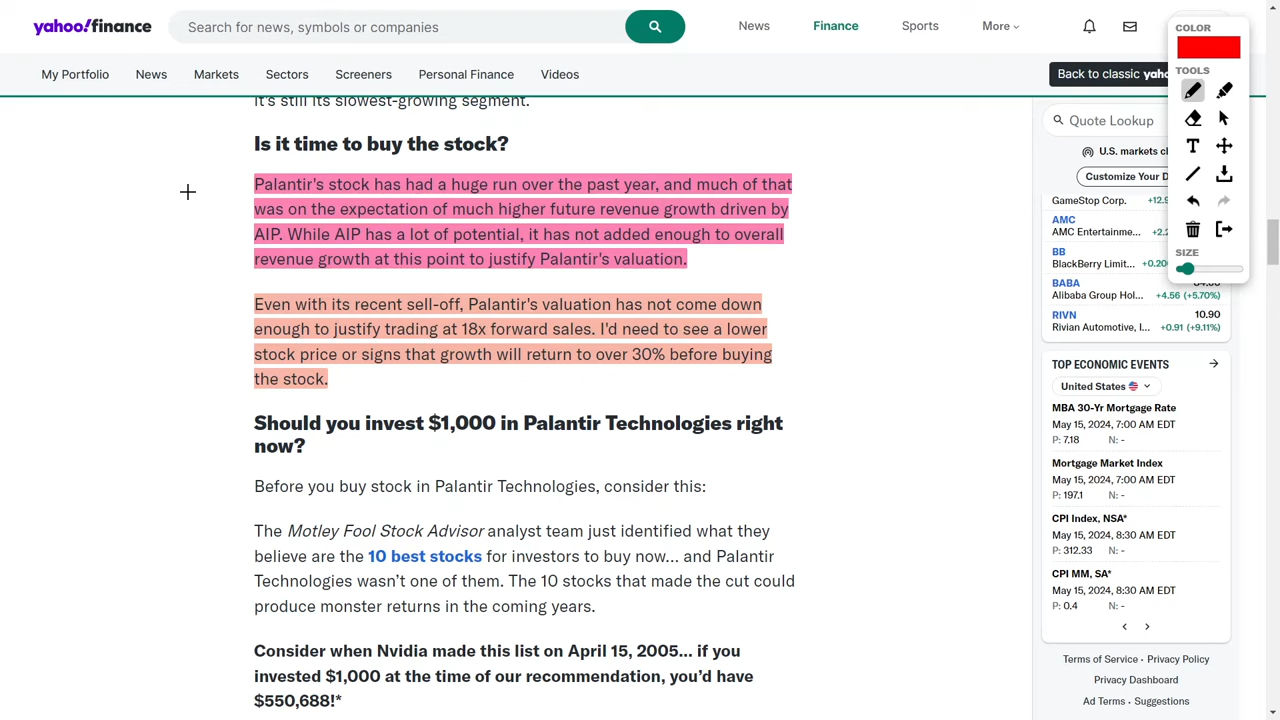 yahoo!finance
Search for news, symbols or companies
News
Finance
Sports
More
My Portfolio
News
Markets
Sectors
Screeners
Personal Finance
Videos
Back to classic
COLOR
TOOLS
SIZE
it's still its slowest-growing segment.
Is it time to buy the stock?
Palantir's stock has had a huge run over the past year, and much of that
was on the expectation of much higher future revenue growth driven by
AIP. While AIP has a lot of potential, it has not added enough to overall
revenue growth at this point to justify Palantir's valuation.
Even with its recent sell-off, Palantir's valuation has not come down
enough to justify trading at 18x forward sales. I'd need to see a lower
stock price or signs that growth will return to over 30% before buying
the stock.
Should you invest $1,000 in Palantir Technologies right
now?
Before you buy stock in Palantir Technologies, consider this:
The Motley Fool Stock Advisor analyst team just identified what they
believe are the 10 best stocks for investors to buy now… and Palantir
Technologies wasn't one of them. The 10 stocks that made the cut could
produce monster returns in the coming years.
Consider when Nvidia made this list on April 15, 2005... if you
invested $1,000 at the time of our recommendation, you'd have
$550,688!*
Quote Lookup
U.S. markets
Customize Your
GameStop Corp. +12.9
AMC
AMC Entertainme... +2.2
BB
BlackBerry Limit... +0.20
BABA
Alibaba Group Hol... +4.56 (+5.70%)
RIVN 10.90
Rivian Automotive, I... +0.91 (+9.11%)
TOP ECONOMIC EVENTS
United States
MBA 30-Yr Mortgage Rate
May 15, 2024, 7:00 AM EDT
P: 7.18 N: -
Mortgage Market Index
May 15, 2024, 7:00 AM EDT
P: 197.1 N: -
CPI Index, NSA*
May 15, 2024, 8:30 AM EDT
P: 312.33 N: -
CPI MM, SA*
May 15, 2024, 8:30 AM EDT
P: 0.4 N: -
Terms of Service • Privacy Policy
Privacy Dashboard
Ad Terms • Suggestions